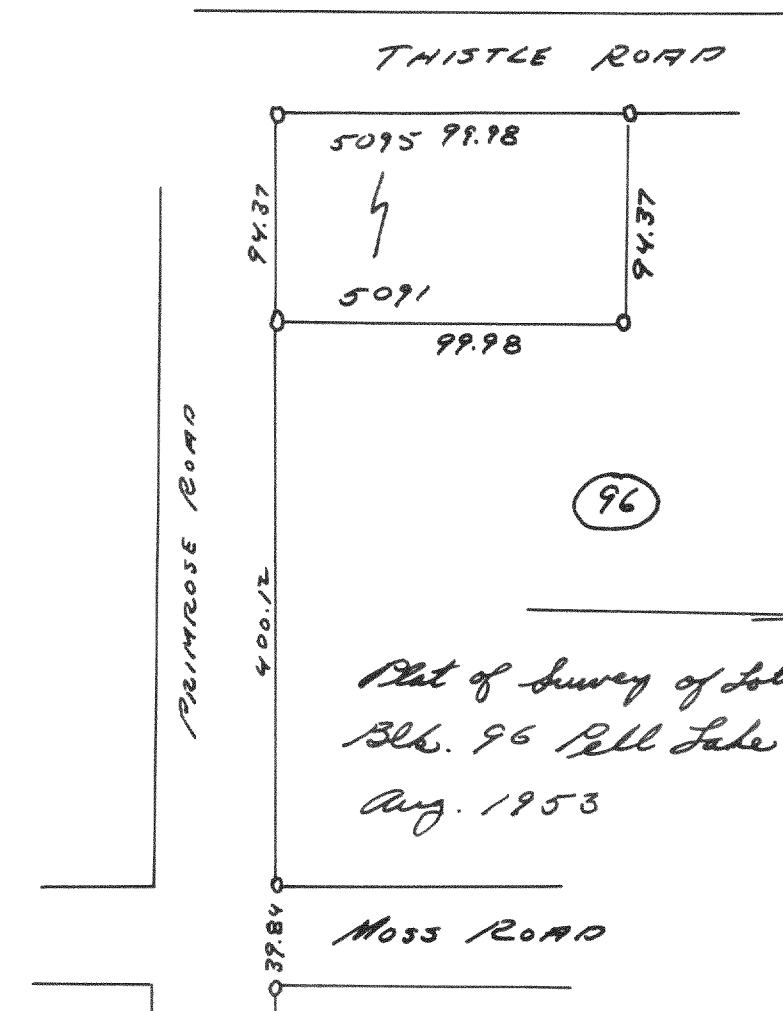 THISTLE ROAD
5095 99.98
94.37
94.37
5091
99.98
PRIMROSE ROAD
96
400.12
Plat of Survey of Lot
Blk. 96 Pell Lake
Aug. 1953
MOSS ROAD
39.84